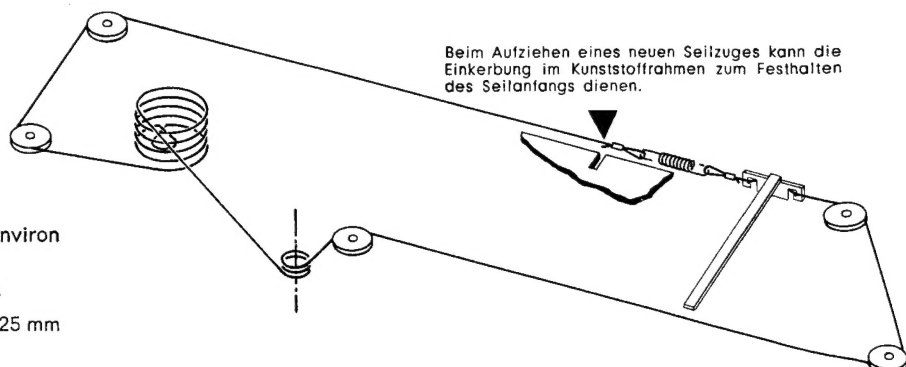 Beim Aufziehen eines neuen Seilzuges kann die
Einkerbung im Kunststoffrahmen zum Festhalten
des Seilanfangs dienen.
nviron
25 mm